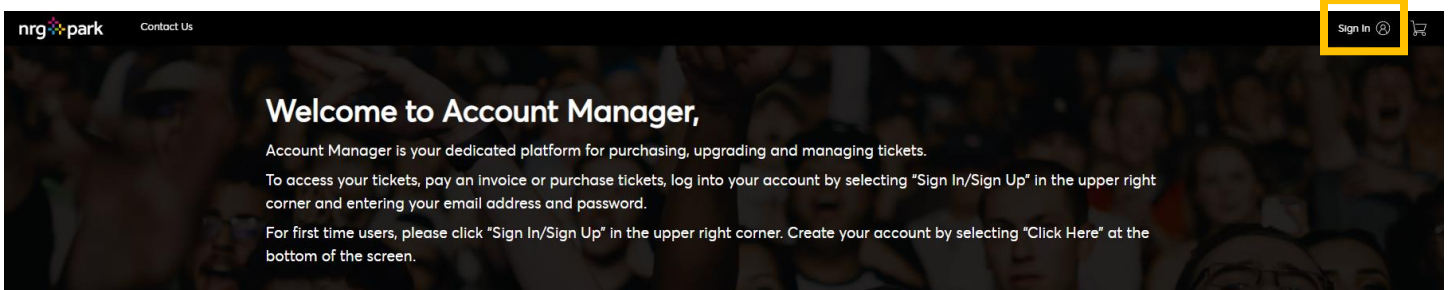 nrg park
Contact Us
Sign In
Welcome to Account Manager,
Account Manager is your dedicated platform for purchasing, upgrading and managing tickets.
To access your tickets, pay an invoice or purchase tickets, log into your account by selecting "Sign In/Sign Up" in the upper right
corner and entering your email address and password.
For first time users, please click "Sign In/Sign Up" in the upper right corner. Create your account by selecting "Click Here" at the
bottom of the screen.